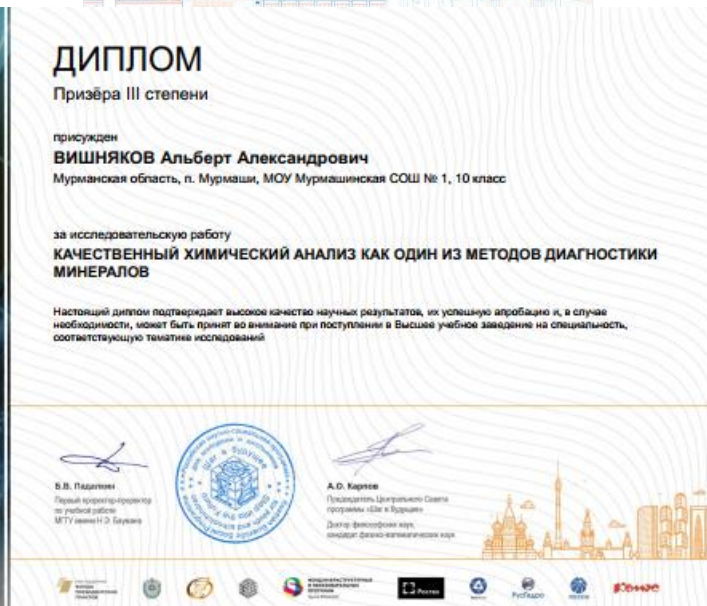 ДИПЛОМ
Призёра III степени
присужден
ВИШНЯКОВ Альберт Александрович
Мурманская область, п. Мурмаши, МОУ Мурмашинская СОШ № 1, 10 класс
за исследовательскую работу
КАЧЕСТВЕННЫЙ ХИМИЧЕСКИЙ АНАЛИЗ КАК ОДИН ИЗ МЕТОДОВ ДИАГНОСТИКИ
МИНЕРАЛОВ
Настоящий диплом подтверждает высокое качество научных результатов, их успешную апробацию и, в случае
необходимости, может быть принят во внимание при поступлении в Высшее учебное заведение на специальность,
соответствующую тематике исследований
Б.В. Падалкин
Первый проректор-проректор
по учебной работе
МГТУ имени Н.Э. Баумана
Шаг в будущее
А.О. Карпов
Председатель Центрального Совета
программы «Шаг в будущее»
Доктор философских наук,
кандидат физико-математических наук
Ростех
РусГидро